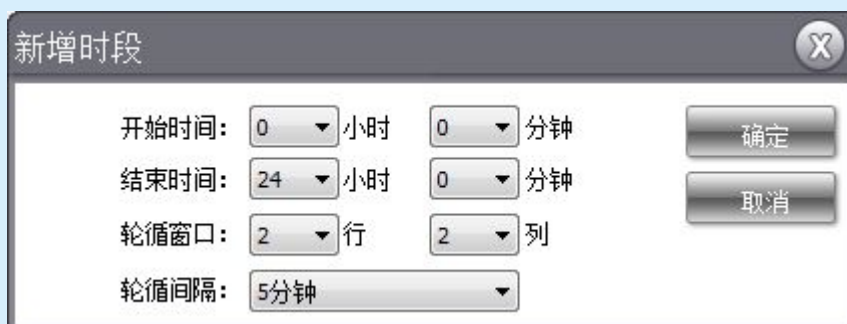 新增时段
开始时间： 0 小时 0 分钟
确定
结束时间： 24 小时 0 分钟
取消
轮循窗口： 2 行 2 列
轮循间隔： 5分钟